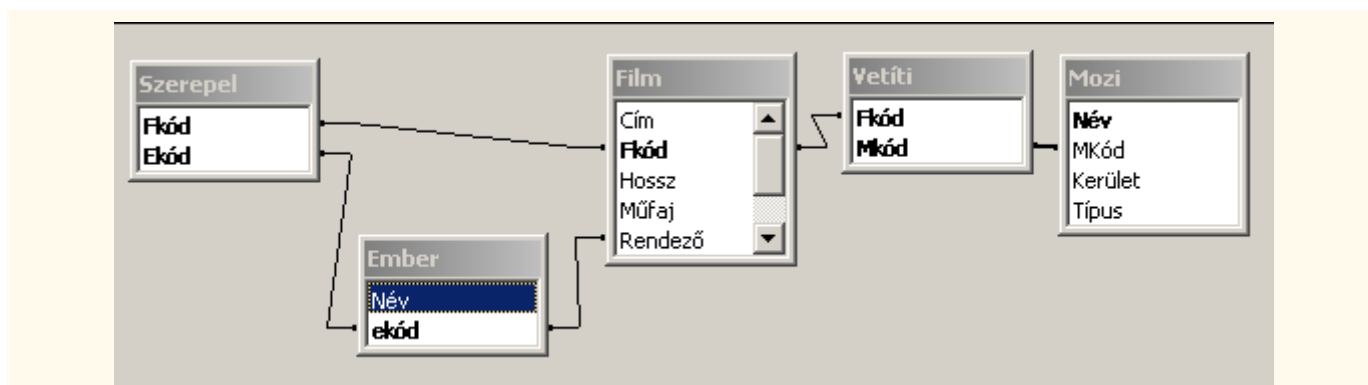 Szerepel
Fkód
Ekód
Film
Cím
Fkód
Hossz
Műfaj
Rendező
Vetíti
Fkód
Mkód
Mozi
Név
MKód
Kerület
Típus
Ember
Név
ekód